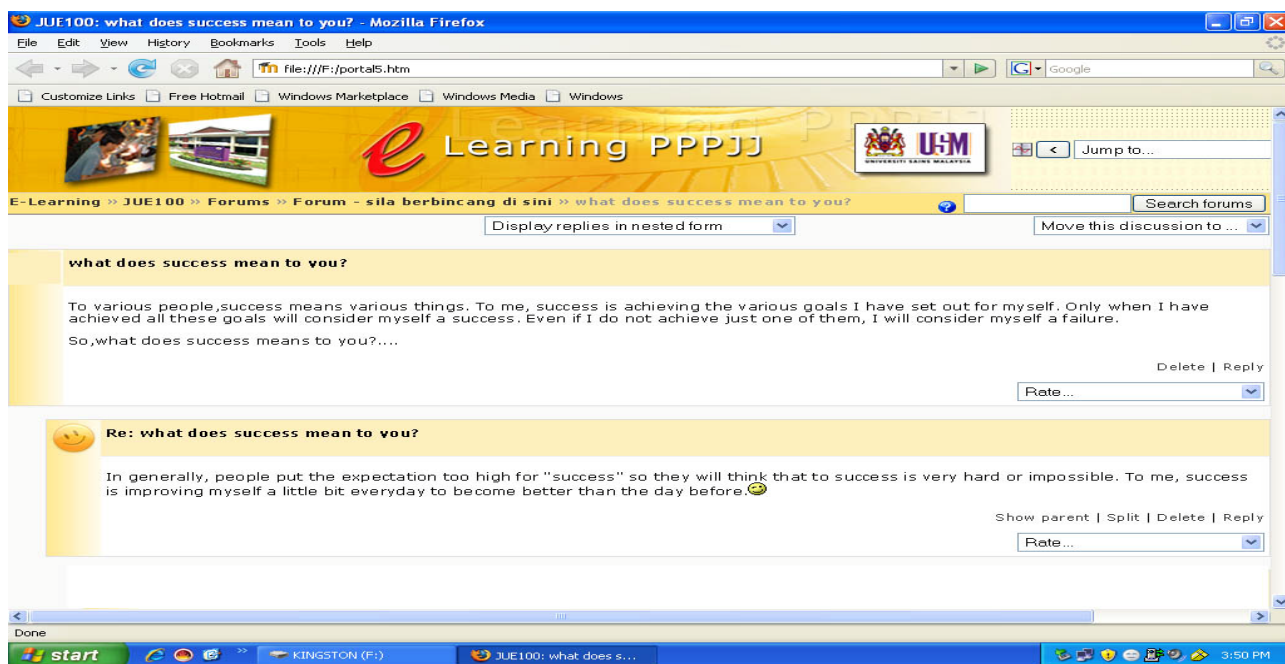 JUE100: what does success mean to you? - Mozilla Firefox
File Edit View History Bookmarks Tools Help
file:///F:/portal5.htm
Google
Customize Links Free Hotmail Windows Marketplace Windows Media Windows
e Learning PPPJJ
USM
UNIVERSITI SAINS MALAYSIA
< Jump to...
E-Learning » JUE100 » Forums » Forum - sila berbincang di sini » what does success mean to you?
Search forums
Display replies in nested form
Move this discussion to ...
what does success mean to you?
To various people,success means various things. To me, success is achieving the various goals I have set out for myself. Only when I have
achieved all these goals will consider myself a success. Even if I do not achieve just one of them, I will consider myself a failure.
So,what does success means to you?....
Delete | Reply
Rate...
Re: what does success mean to you?
In generally, people put the expectation too high for "success" so they will think that to success is very hard or impossible. To me, success
is improving myself a little bit everyday to become better than the day before.
Show parent | Split | Delete | Reply
Rate...
Done
start
KINGSTON (F:)
JUE100: what does s...
3:50 PM